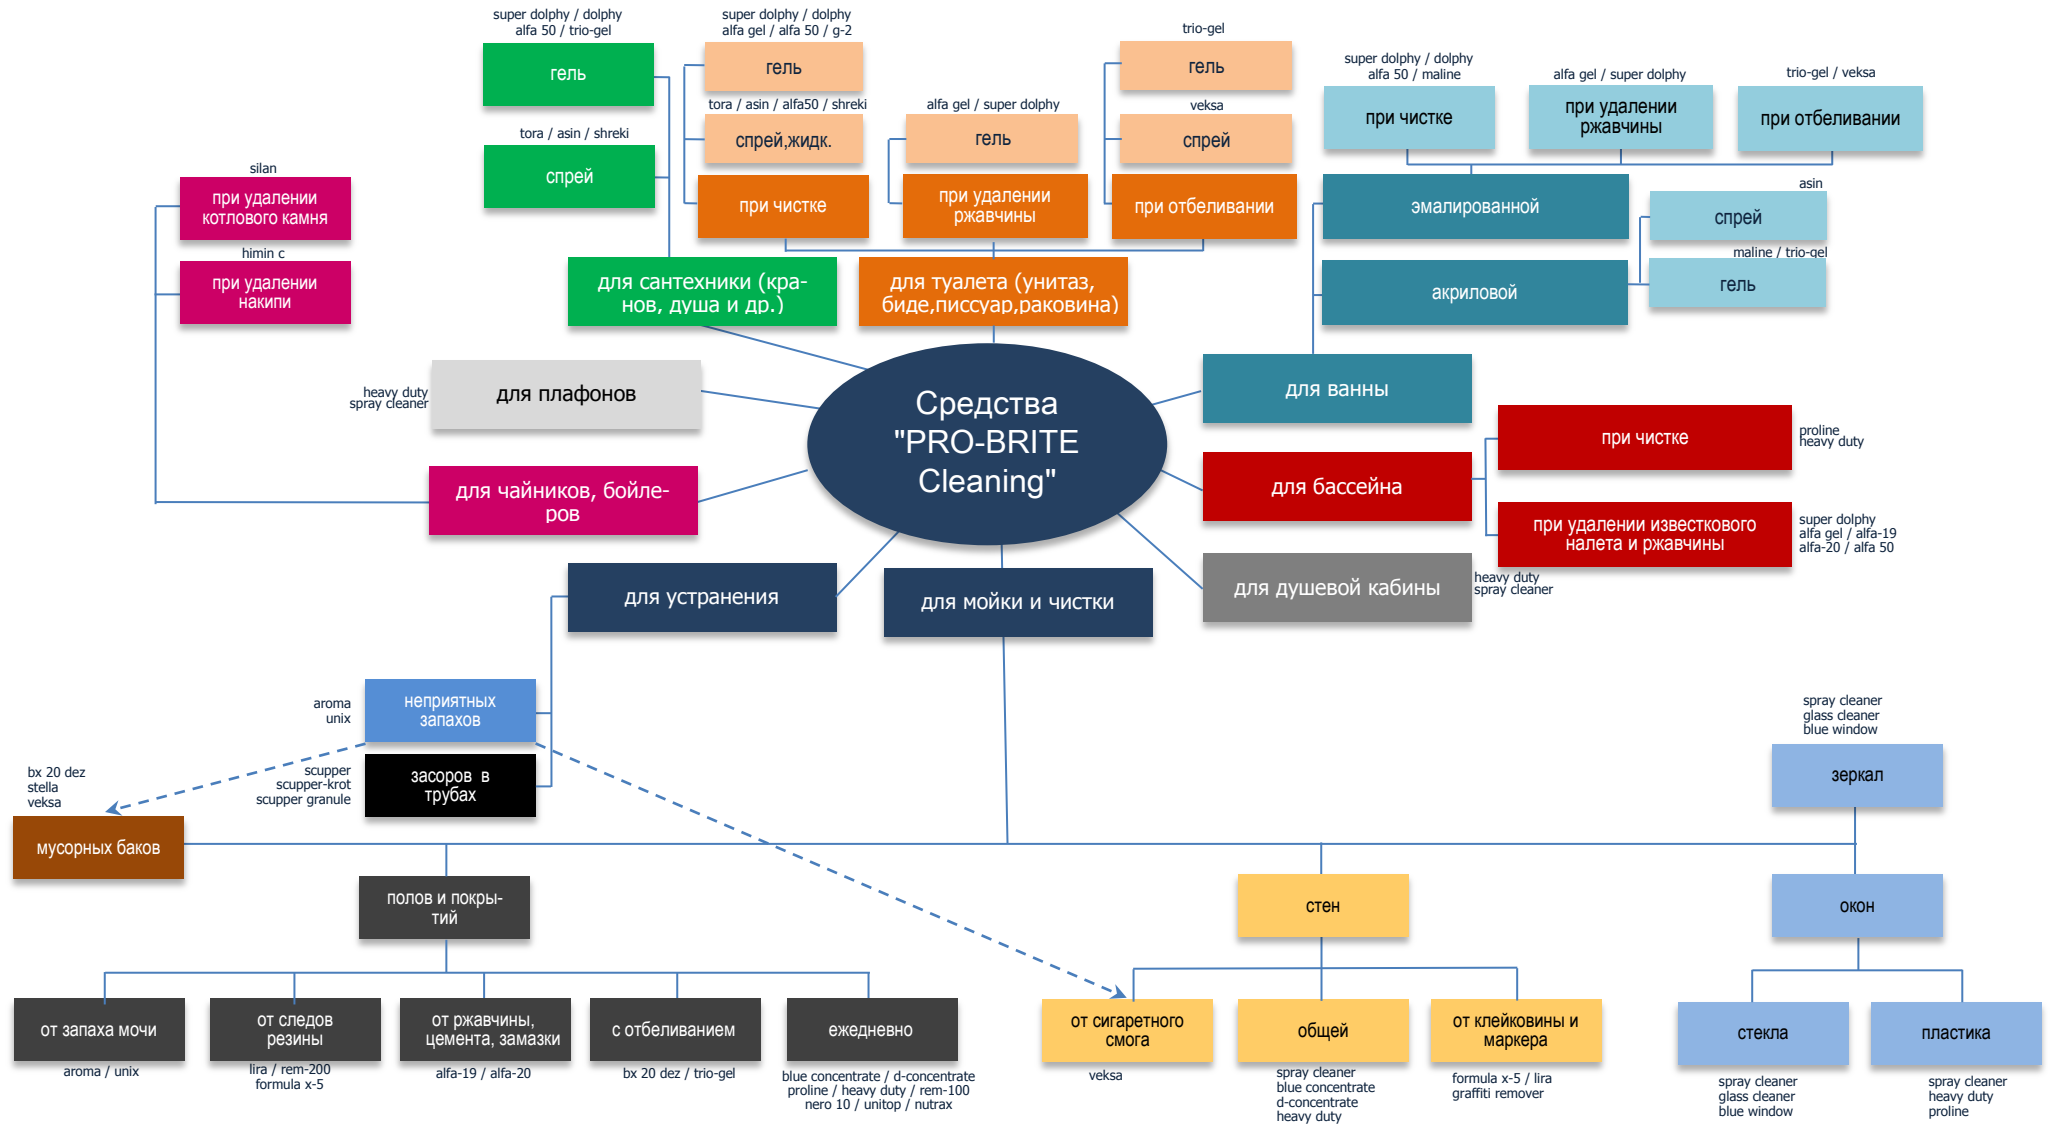 super dolphy / dolphy
alfa 50 / trio-gel
гель
tora / asin / shreki
спрей
super dolphy / dolphy
alfa gel / alfa 50 / g-2
гель
tora / asin / alfa50 / shreki
спрей,жидк.
при чистке
alfa gel / super dolphy
гель
при удалении
ржавчины
trio-gel
гель
veksa
спрей
при отбеливании
super dolphy / dolphy
alfa 50 / maline
при чистке
alfa gel / super dolphy
при удалении
ржавчины
trio-gel / veksa
при отбеливании
эмалированной
asin
спрей
maline / trio-gel
гель
акриловой
silan
при удалении
котлового камня
himin c
при удалении
накипи
для сантехники (кра-
нов, душа и др.)
для туалета (унитаз,
биде,писсуар,раковина)
heavy duty
spray cleaner
для плафонов
Средства
"PRO-BRITE
Cleaning"
для ванны
для чайников, бойле-
ров
для бассейна
при чистке
proline
heavy duty
при удалении известкового
налета и ржавчины
super dolphy
alfa gel / alfa-19
alfa-20 / alfa 50
для устранения
для мойки и чистки
для душевой кабины
heavy duty
spray cleaner
aroma
unix
неприятных
запахов
scupper
scupper-krot
scupper granule
засоров в
трубах
bx 20 dez
stella
veksa
мусорных баков
spray cleaner
glass cleaner
blue window
зеркал
полов и покры-
тий
стен
окон
от запаха мочи
aroma / unix
от следов
резины
lira / rem-200
formula x-5
от ржавчины,
цемента, замазки
alfa-19 / alfa-20
с отбеливанием
bx 20 dez / trio-gel
ежедневно
blue concentrate / d-concentrate
proline / heavy duty / rem-100
nero 10 / unitop / nutrax
от сигаретного
смога
veksa
общей
spray cleaner
blue concentrate
d-concentrate
heavy duty
от клейковины и
маркера
formula x-5 / lira
graffiti remover
стекла
spray cleaner
glass cleaner
blue window
пластика
spray cleaner
heavy duty
proline